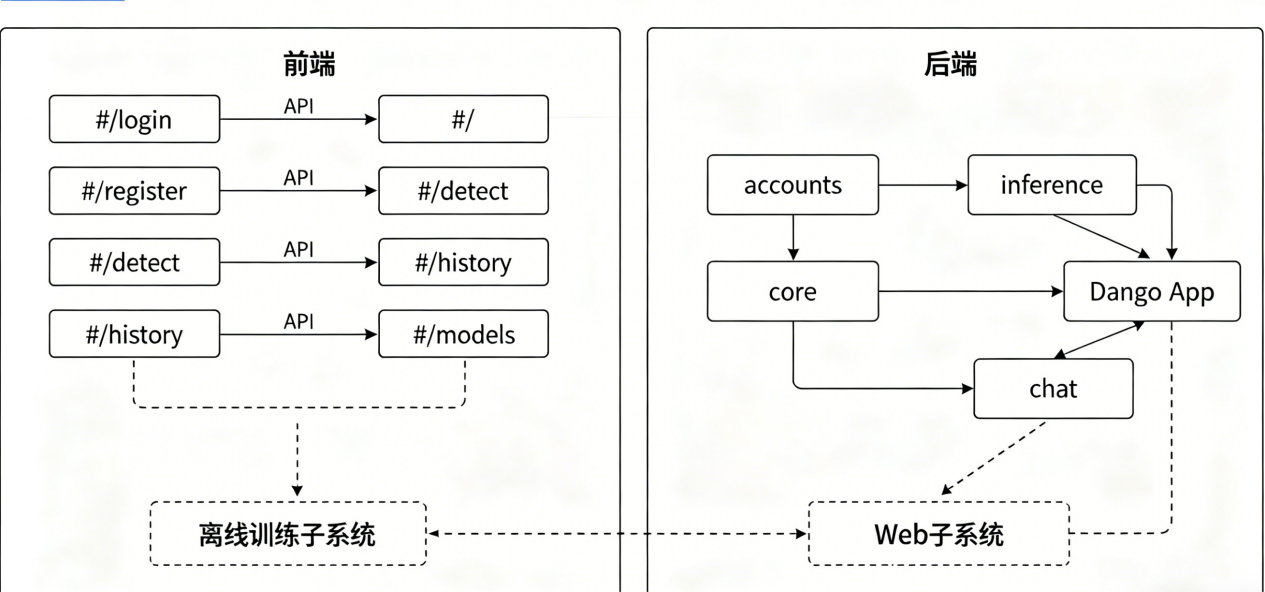 前端
#/login
API
#/
#/register
API
#/detect
#/detect
API
#/history
#/history
API
#/models
离线训练子系统
后端
accounts
inference
core
Dango App
chat
Web子系统